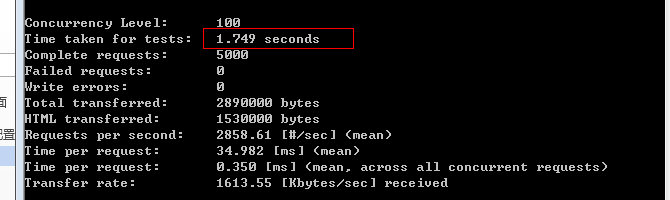 Concurrency Level: 100
Time taken for tests: 1.749 seconds
Complete requests: 5000
Failed requests: 0
Write errors: 0
Total transferred: 2890000 bytes
HTML transferred: 1530000 bytes
Requests per second: 2858.61 [#/sec] (mean)
Time per request: 34.982 [ms] (mean)
Time per request: 0.350 [ms] (mean, across all concurrent requests)
Transfer rate: 1613.55 [Kbytes/sec] received
面
配置